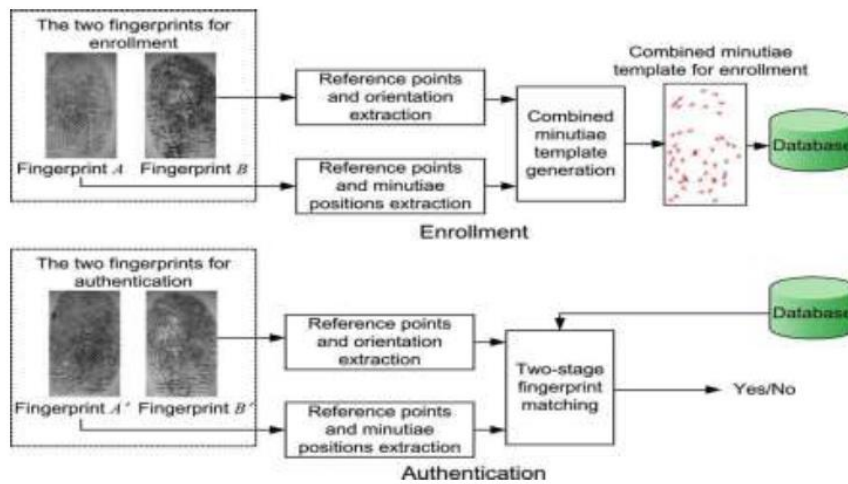 The two fingerprints for
enrollment
Fingerprint A
Fingerprint B
Reference points
and orientation
extraction
Reference points
and minutiae
positions extraction
Combined
minutiae
template
generation
Combined minutiae
template for enrollment
Database
Enrollment
The two fingerprints for
authentication
Fingerprint A'
Fingerprint B'
Reference points
and orientation
extraction
Reference points
and minutiae
positions extraction
Two-stage
fingerprint
matching
Database
Yes/No
Authentication